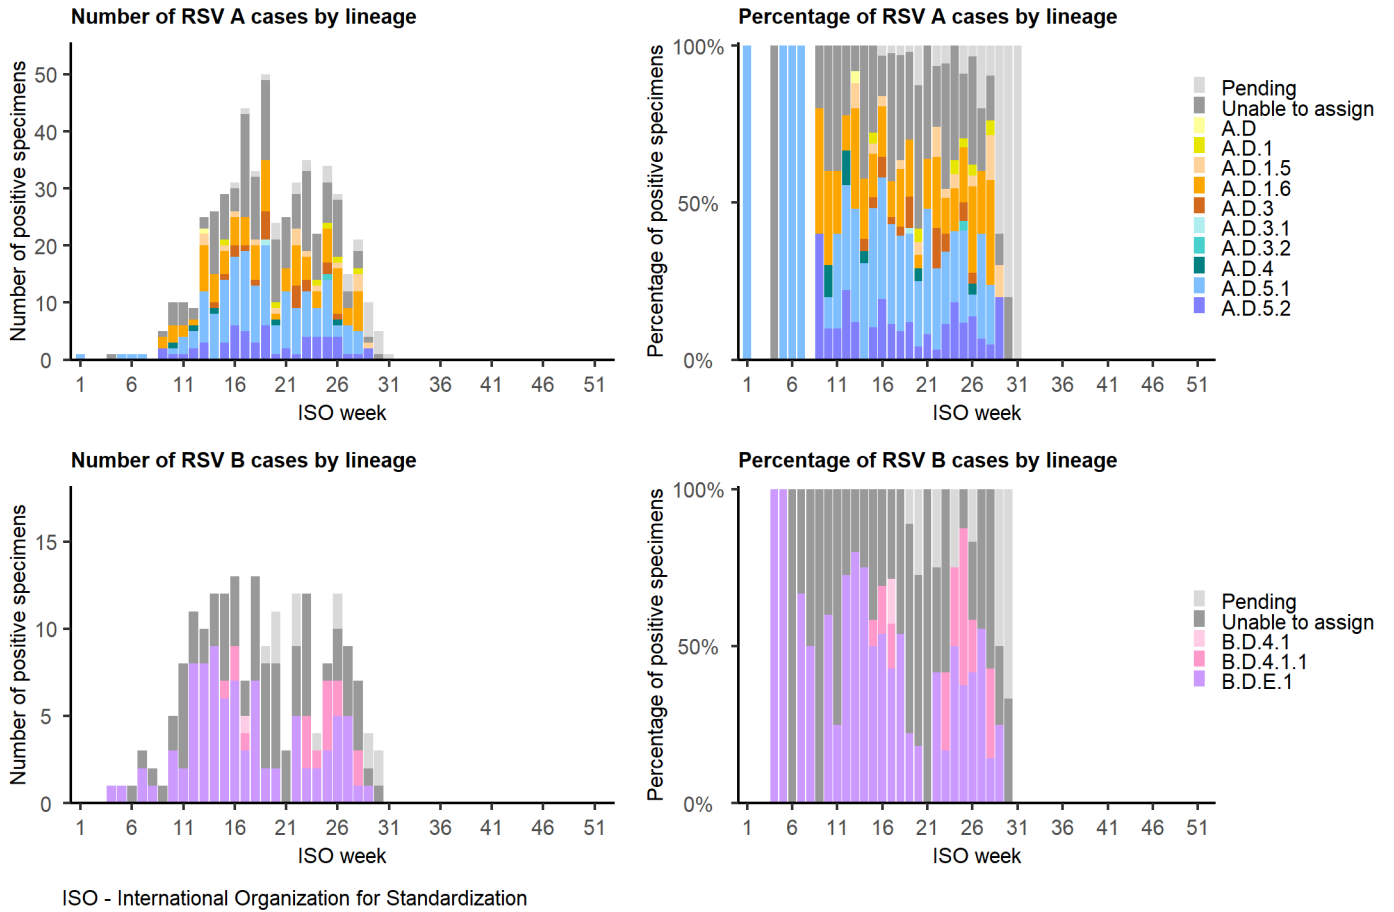 Number of RSV A cases by lineage
Number of positive specimens
50
40
30
20
10
0
1 6 11 16 21 26 31 36 41 46 51
ISO week
Percentage of RSV A cases by lineage
Percentage of positive specimens
100%
50%
0%
1 6 11 16 21 26 31 36 41 46 51
ISO week
Pending
Unable to assign
A.D
A.D.1
A.D.1.5
A.D.1.6
A.D.3
A.D.3.1
A.D.3.2
A.D.4
A.D.5.1
A.D.5.2
Number of RSV B cases by lineage
Number of positive specimens
15
10
5
0
1 6 11 16 21 26 31 36 41 46 51
ISO week
Percentage of RSV B cases by lineage
Percentage of positive specimens
100%
50%
0%
1 6 11 16 21 26 31 36 41 46 51
ISO week
Pending
Unable to assign
B.D.4.1
B.D.4.1.1
B.D.E.1
ISO - International Organization for Standardization